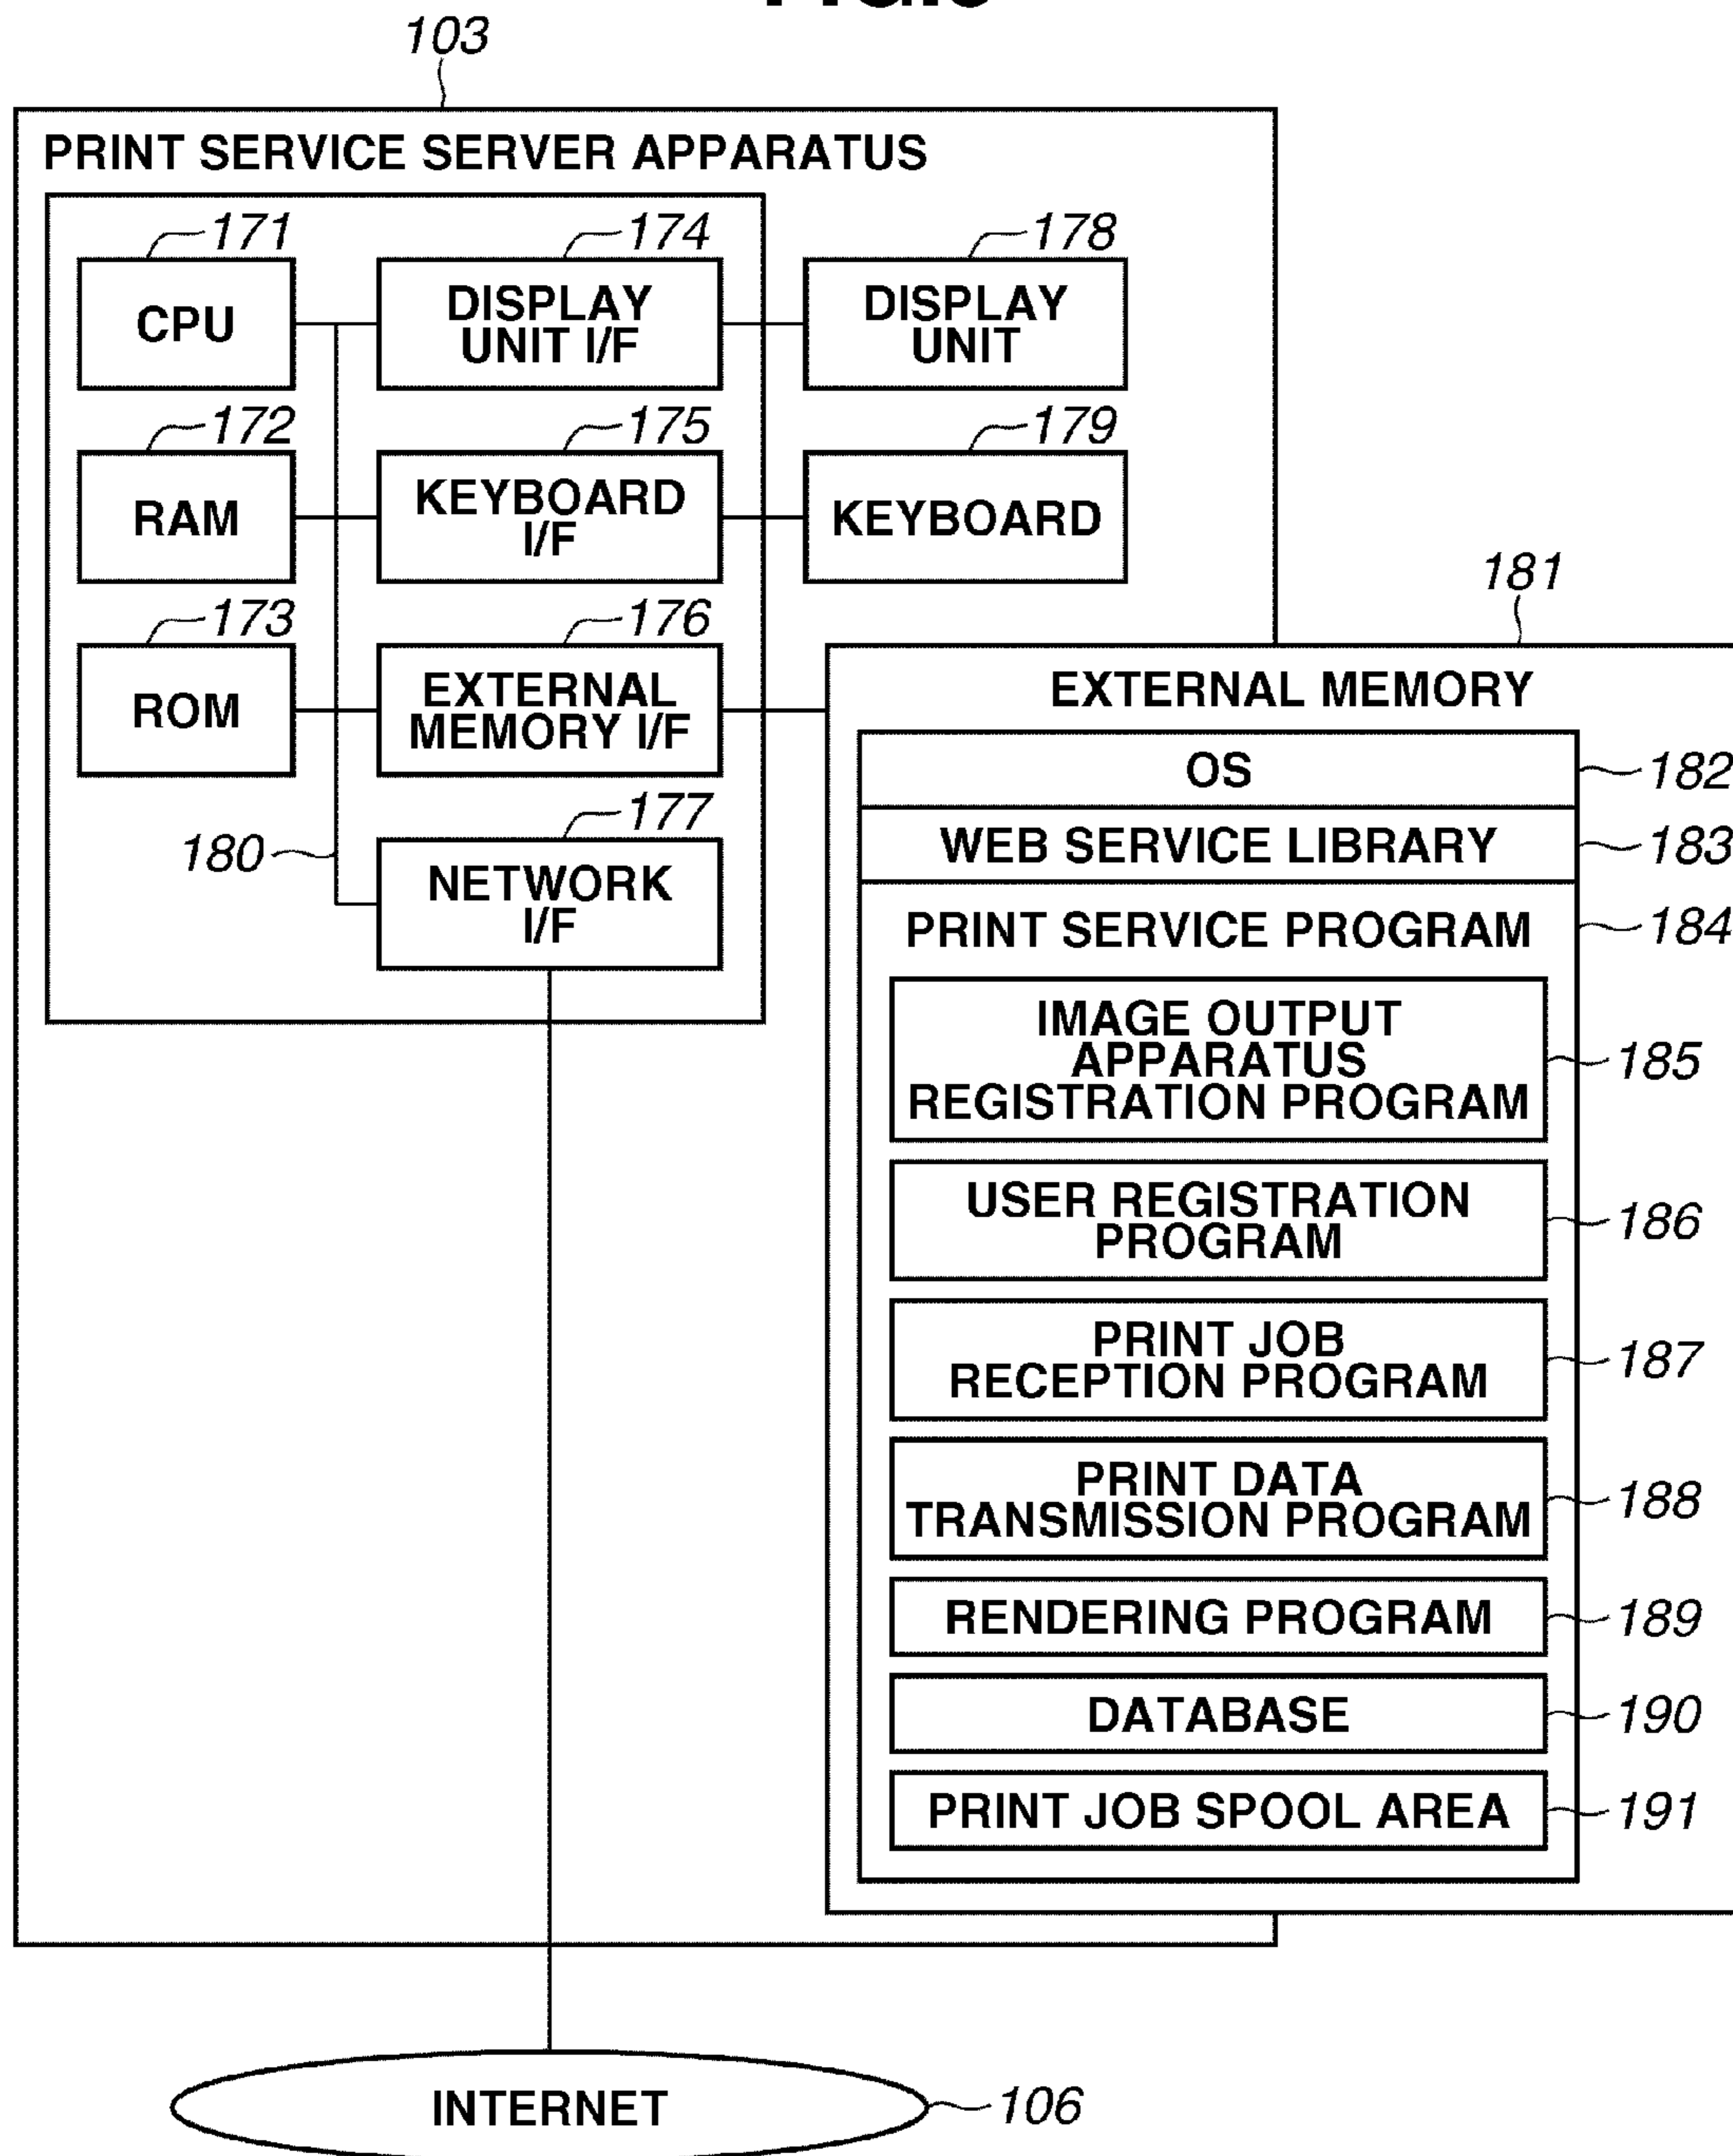 103
PRINT SERVICE SERVER APPARATUS
171
174
178
CPU
DISPLAY
UNIT I/F
DISPLAY
UNIT
172
175
179
RAM
KEYBOARD
I/F
KEYBOARD
181
173
176
ROM
EXTERNAL
MEMORY I/F
EXTERNAL MEMORY
OS
182
177
180
NETWORK
I/F
WEB SERVICE LIBRARY
183
PRINT SERVICE PROGRAM
184
IMAGE OUTPUT
APPARATUS
REGISTRATION PROGRAM
185
USER REGISTRATION
PROGRAM
186
PRINT JOB
RECEPTION PROGRAM
187
PRINT DATA
TRANSMISSION PROGRAM
188
RENDERING PROGRAM
189
DATABASE
190
PRINT JOB SPOOL AREA
191
INTERNET
106